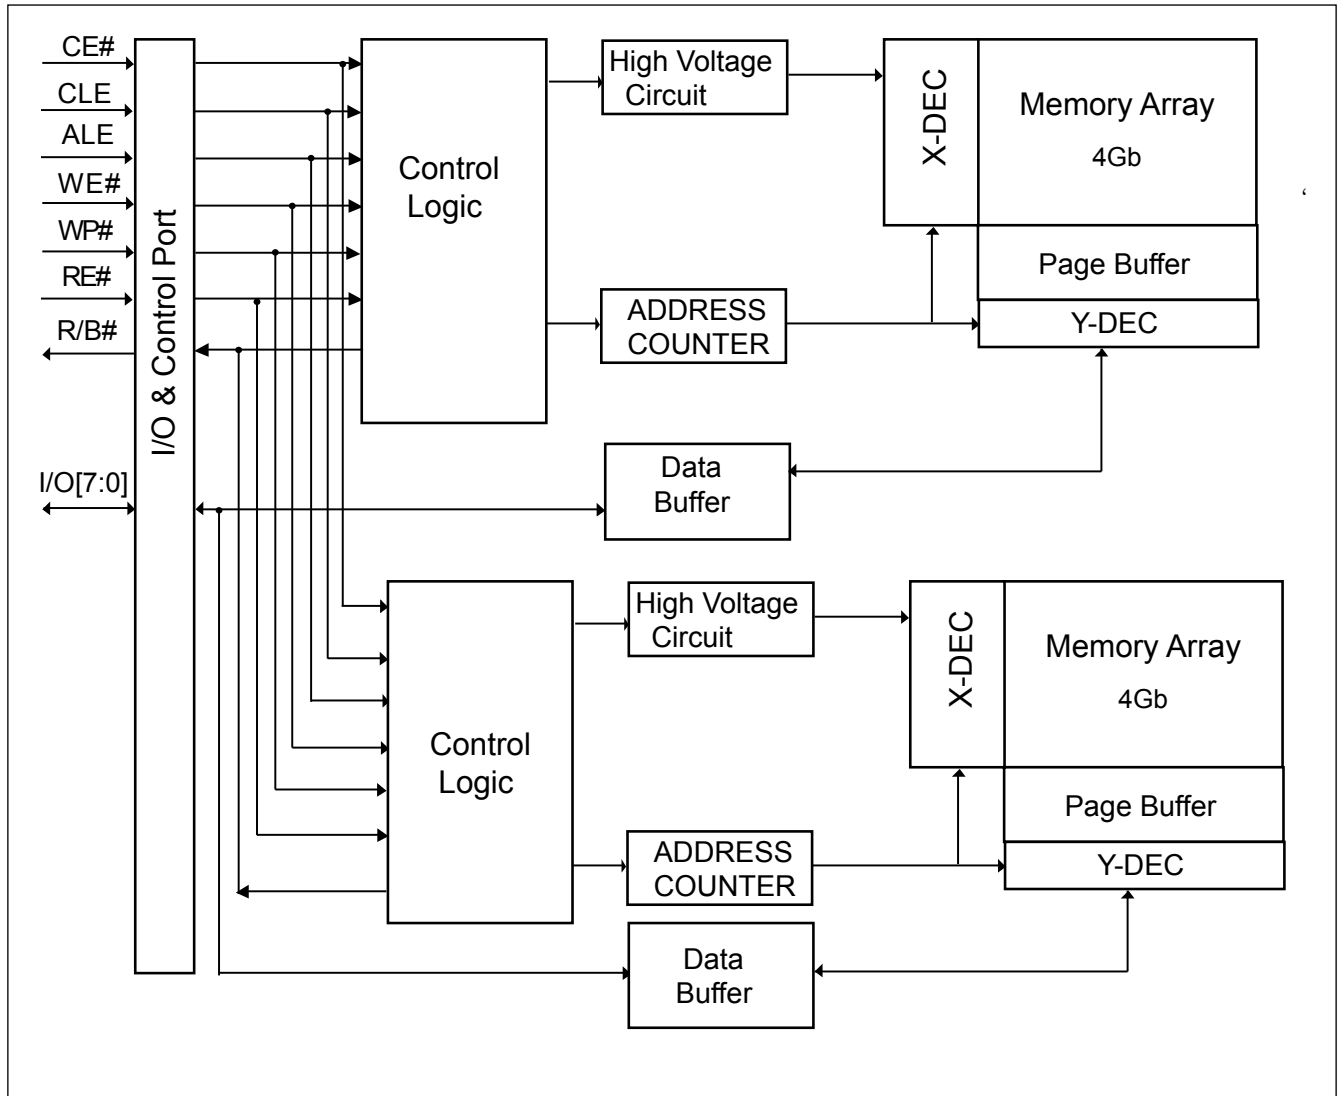 CE#
CLE
ALE
WE#
WP#
RE#
R/B#
I/O[7:0]
I/O & Control Port
Control
Logic
High Voltage
Circuit
X-DEC
Memory Array
4Gb
Page Buffer
Y-DEC
ADDRESS
COUNTER
Data
Buffer
‘
Control
Logic
High Voltage
Circuit
X-DEC
Memory Array
4Gb
Page Buffer
Y-DEC
ADDRESS
COUNTER
Data
Buffer